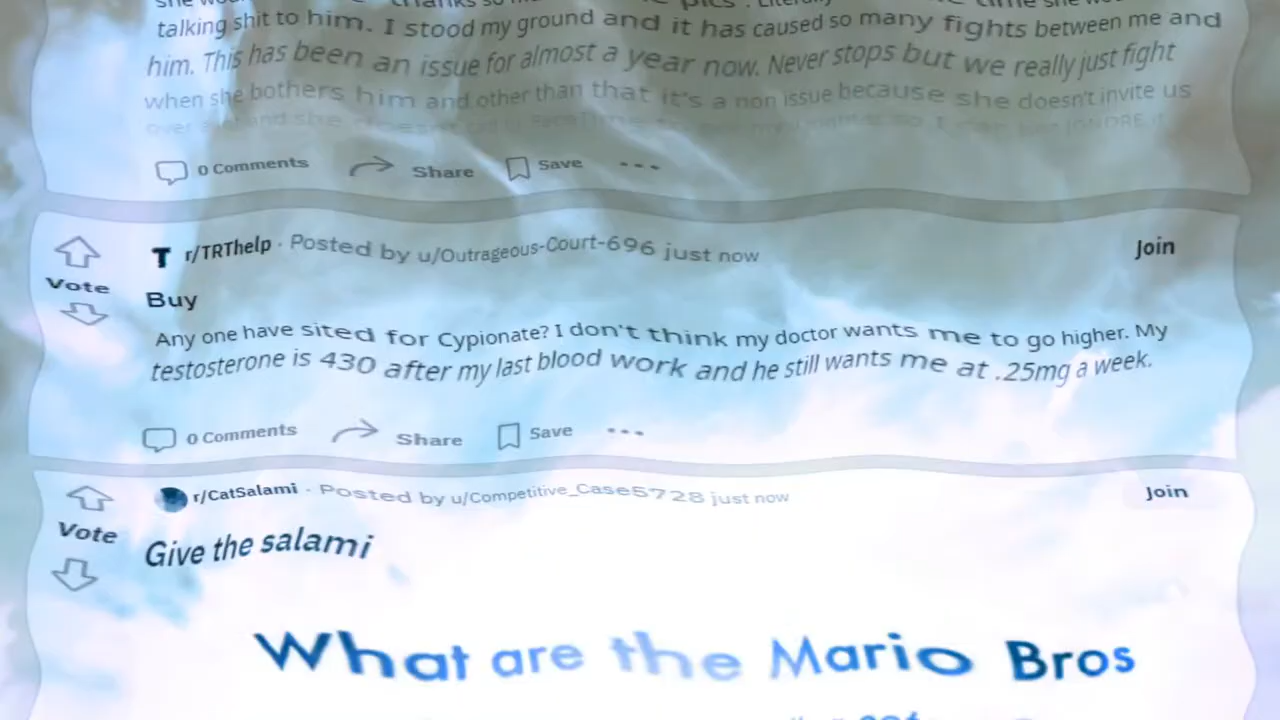 talking shit to him. I stood my ground and it has caused so many fights between me and
him. This has been an issue for almost a year now. Never stops but we really just fight
when she bothers him and other than that it's a non issue because she doesn't invite us
0 Comments Share Save
r/TRThelp · Posted by u/Outrageous-Court-696 just now Join
Vote
Buy
Any one have sited for Cypionate? I don't think my doctor wants me to go higher. My
testosterone is 430 after my last blood work and he still wants me at .25mg a week.
0 Comments Share Save
r/CatSalami · Posted by u/Competitive_Case5728 just now Join
Vote
Give the salami
What are the Mario Bros